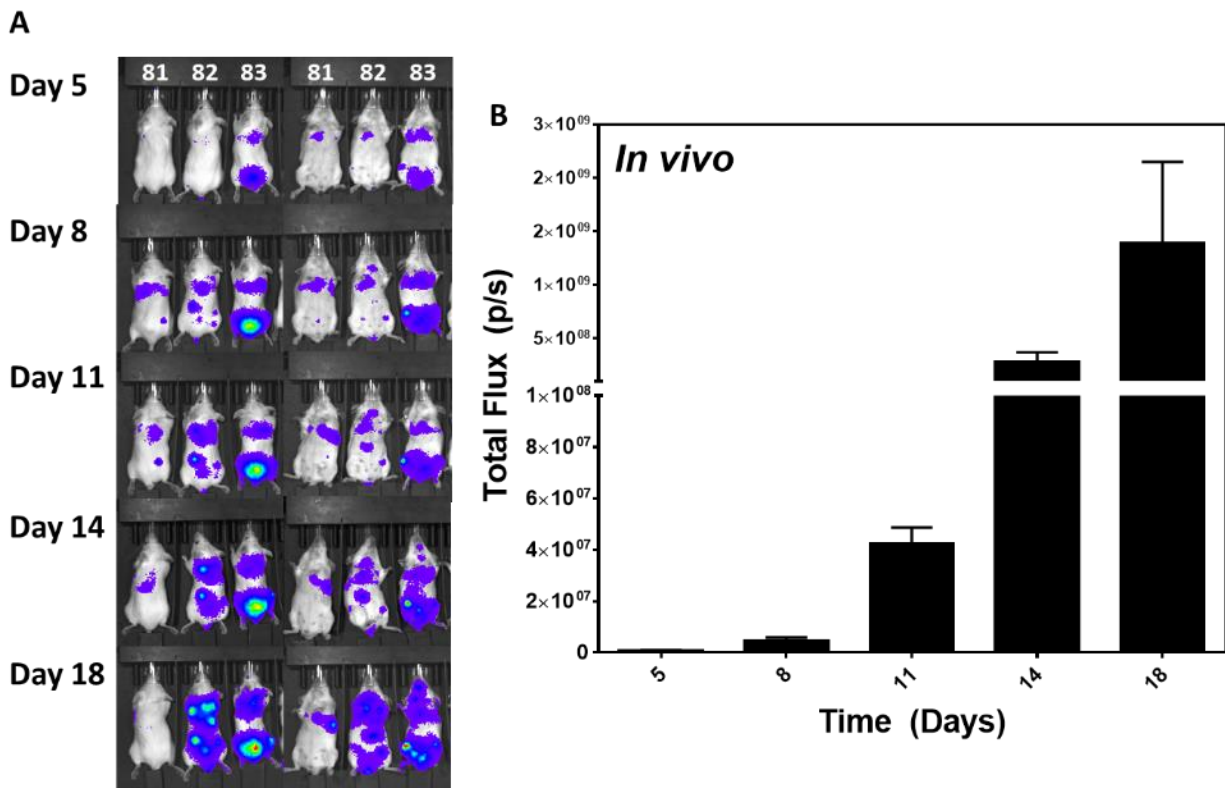 A
Day 5
81 82 83 81 82 83
Day 8
Day 11
Day 14
Day 18
B
In vivo
Total Flux (p/s)
3×10⁰⁹
2×10⁰⁹
2×10⁰⁹
1×10⁰⁹
5×10⁰⁸
1×10⁰⁸
8×10⁰⁷
6×10⁰⁷
4×10⁰⁷
2×10⁰⁷
0
5 8 11 14 18
Time (Days)